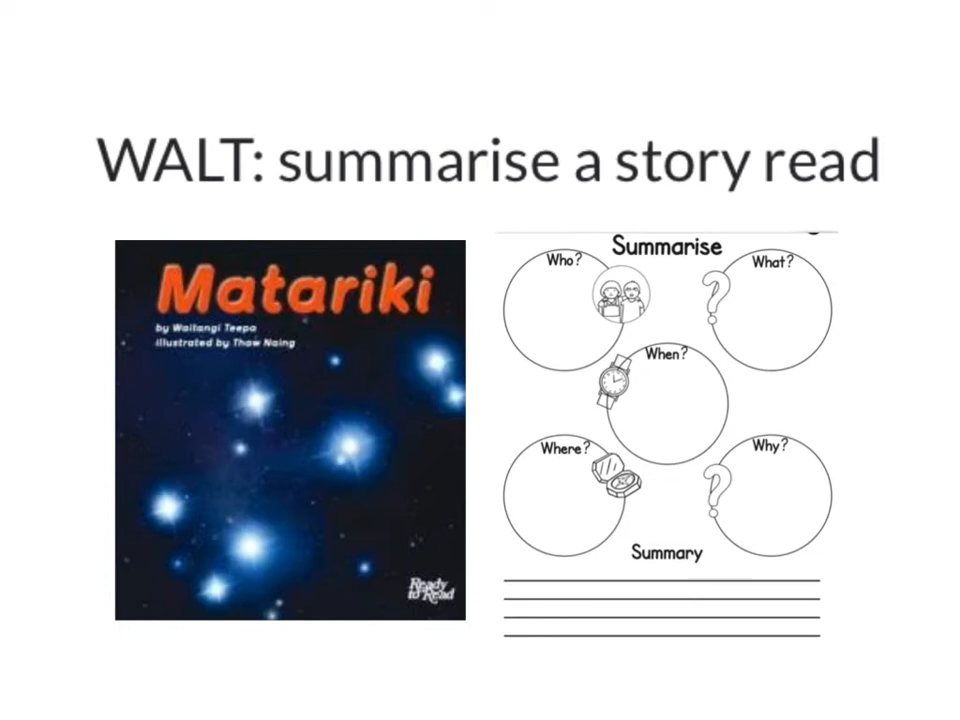 WALT: summarise a story read
Matariki
by Waitangi Teepa
illustrated by Thaw Naing
Ready
to Read
Summarise
Who?
What?
When?
Where?
Why?
Summary